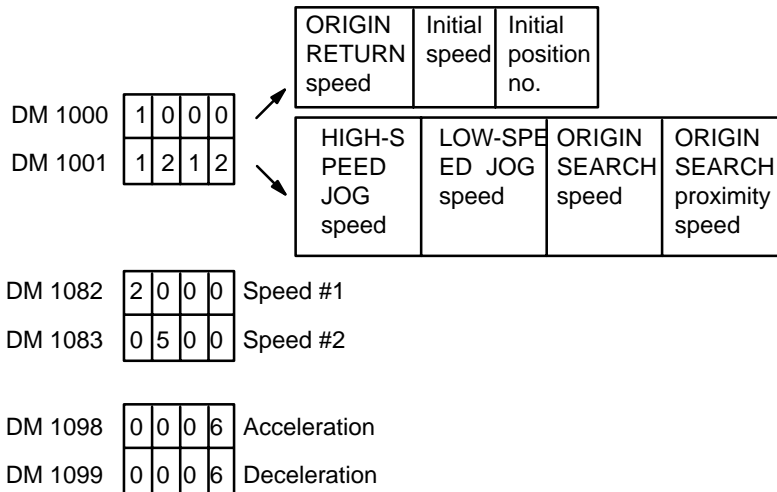 ORIGIN RETURN speed
Initial speed
Initial position no.
DM 1000 1 0 0 0
DM 1001 1 2 1 2
HIGH-S PEED JOG speed
LOW-SPE ED JOG speed
ORIGIN SEARCH speed
ORIGIN SEARCH proximity speed
DM 1082 2 0 0 0 Speed #1
DM 1083 0 5 0 0 Speed #2
DM 1098 0 0 0 6 Acceleration
DM 1099 0 0 0 6 Deceleration